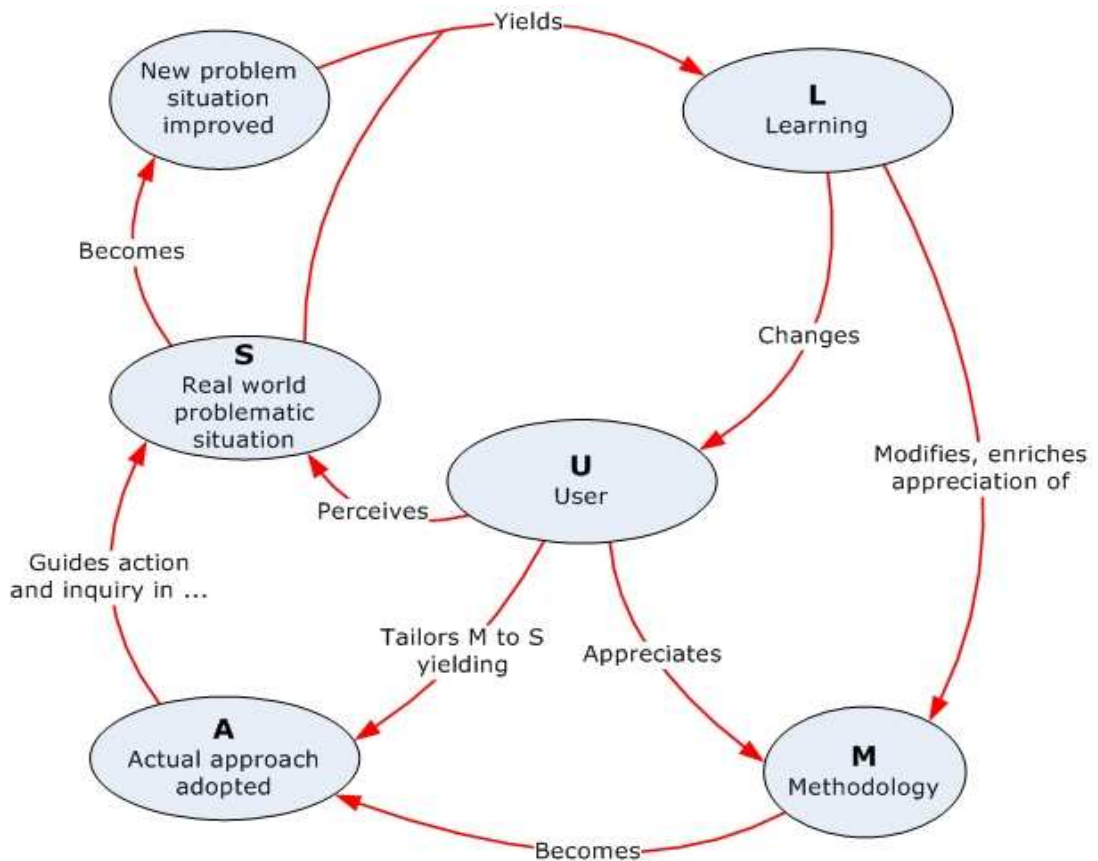 Yields
New problem
situation
improved
L
Learning
Becomes
Changes
S
Real world
problematic
situation
U
User
Modifies, enriches
appreciation of
Perceives
Guides action
and inquiry in ...
Tailors M to S
yielding
Appreciates
A
Actual approach
adopted
M
Methodology
Becomes